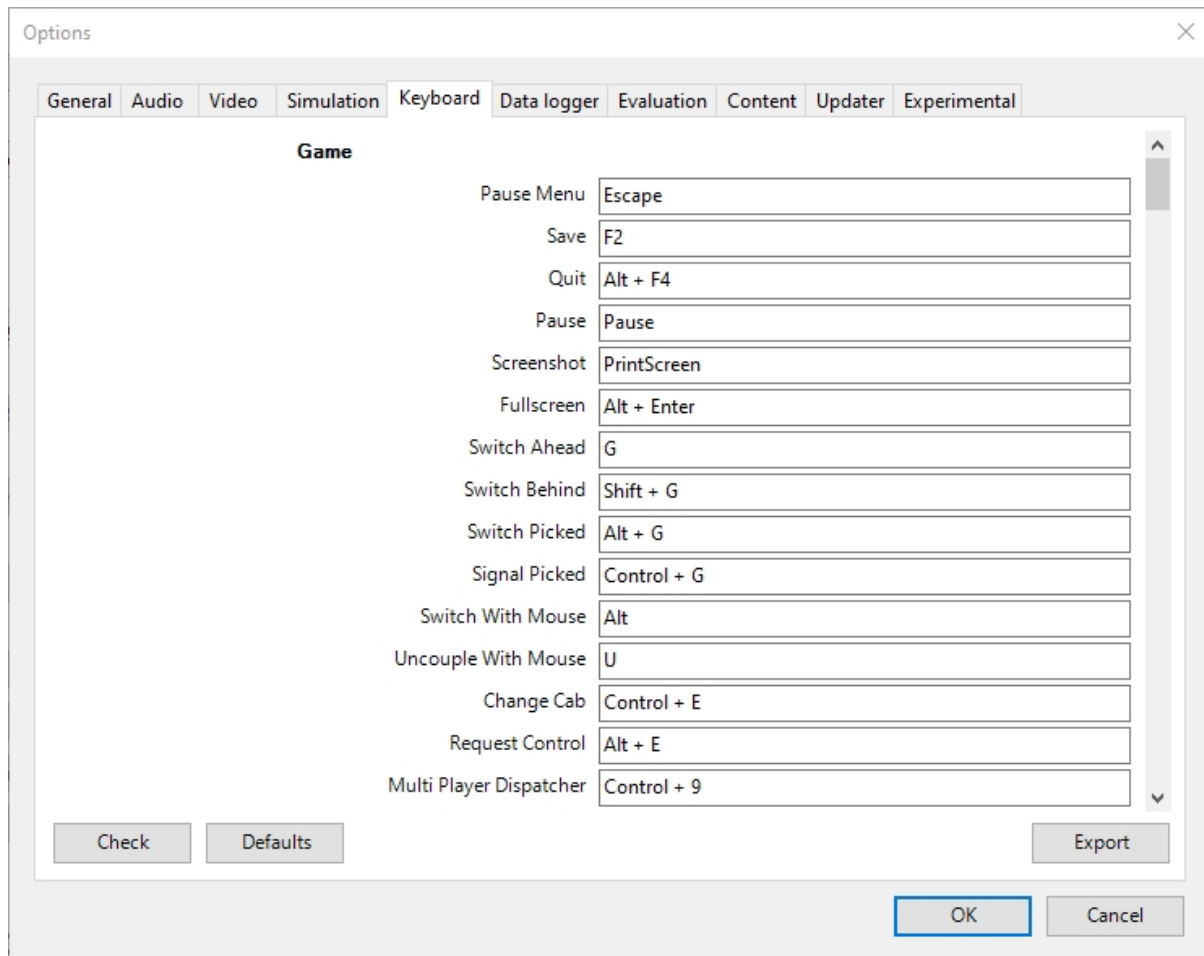 Options
General Audio Video Simulation Keyboard Data logger Evaluation Content Updater Experimental
Game
Pause Menu Escape
Save F2
Quit Alt + F4
Pause Pause
Screenshot PrintScreen
Fullscreen Alt + Enter
Switch Ahead G
Switch Behind Shift + G
Switch Picked Alt + G
Signal Picked Control + G
Switch With Mouse Alt
Uncouple With Mouse U
Change Cab Control + E
Request Control Alt + E
Multi Player Dispatcher Control + 9
Check Defaults Export
OK Cancel